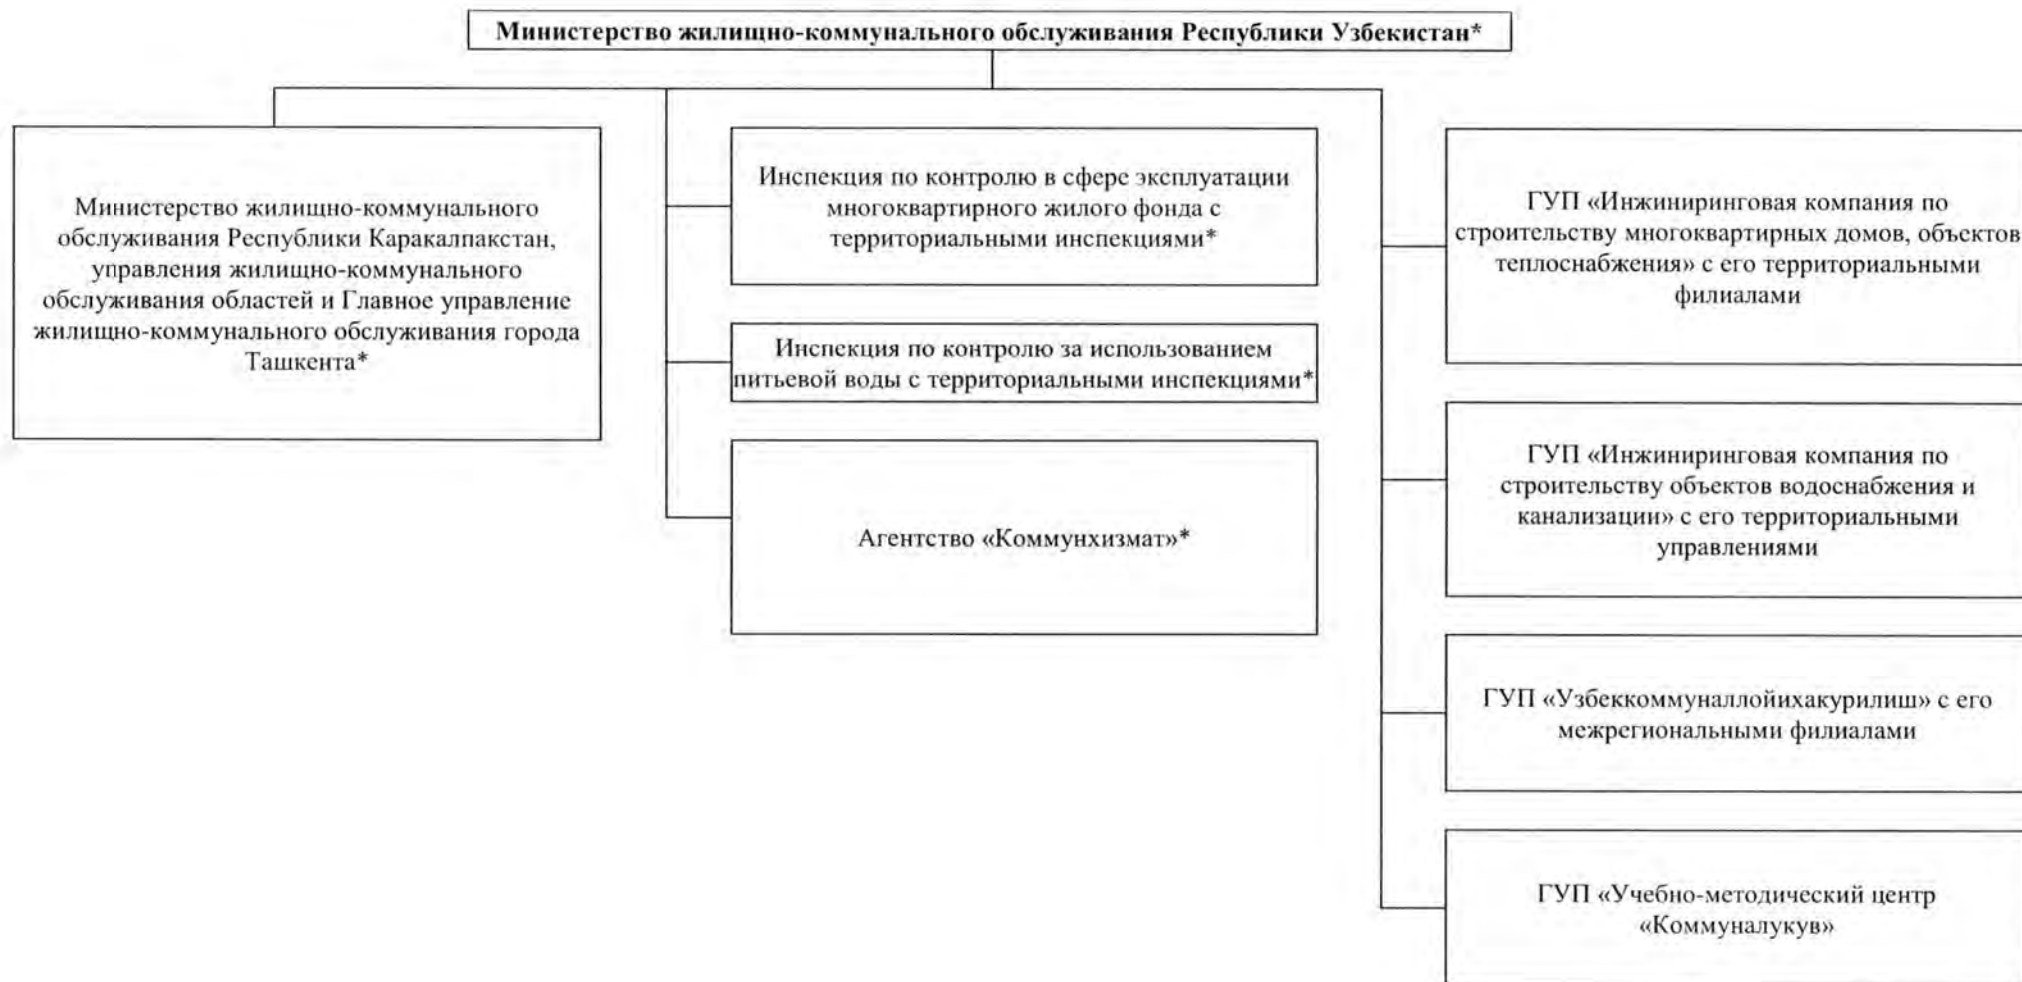 Министерство жилищно-коммунального обслуживания Республики Узбекистан*
Министерство жилищно-коммунального
обслуживания Республики Каракалпакстан,
управления жилищно-коммунального
обслуживания областей и Главное управление
жилищно-коммунального обслуживания города
Ташкента*
Инспекция по контролю в сфере эксплуатации
многоквартирного жилого фонда с
территориальными инспекциями*
Инспекция по контролю за использованием
питьевой воды с территориальными инспекциями*
Агентство «Коммунхизмат»*
ГУП «Инжиниринговая компания по
строительству многоквартирных домов, объектов
теплоснабжения» с его территориальными
филиалами
ГУП «Инжиниринговая компания по
строительству объектов водоснабжения и
канализации» с его территориальными
управлениями
ГУП «Узбеккоммуналлойихакурилиш» с его
межрегиональными филиалами
ГУП «Учебно-методический центр
«Коммуналукув»